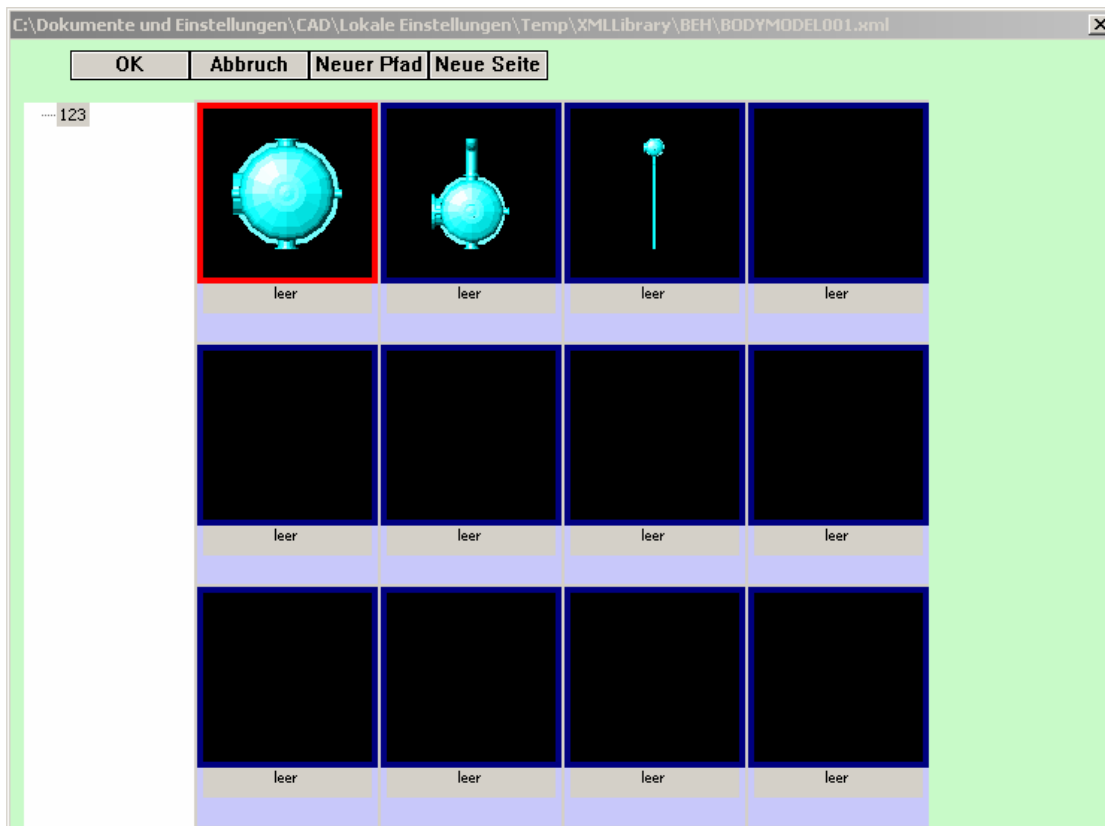 C:\Dokumente und Einstellungen\CAD\Lokale Einstellungen\Temp\XMLLibrary\BEH\BODYMODEL001.xml
OK Abbruch Neuer Pfad Neue Seite
123
leer leer leer leer
leer leer leer leer
leer leer leer leer